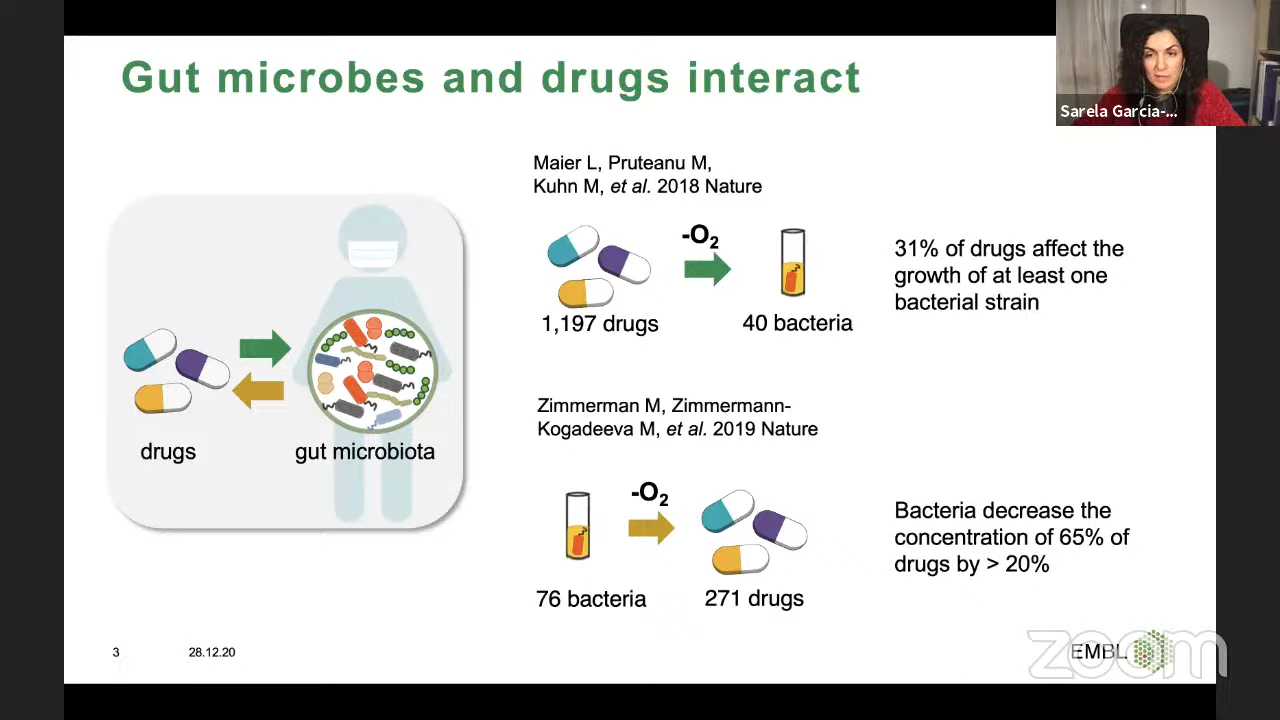 Gut microbes and drugs interact
Sarela Garcia-...
Maier L, Pruteanu M,
Kuhn M, et al. 2018 Nature
-O₂
1,197 drugs
40 bacteria
31% of drugs affect the
growth of at least one
bacterial strain
drugs
gut microbiota
Zimmerman M, Zimmermann-
Kogadeeva M, et al. 2019 Nature
-O₂
76 bacteria
271 drugs
Bacteria decrease the
concentration of 65% of
drugs by > 20%
3
28.12.20
EMBL
zoom